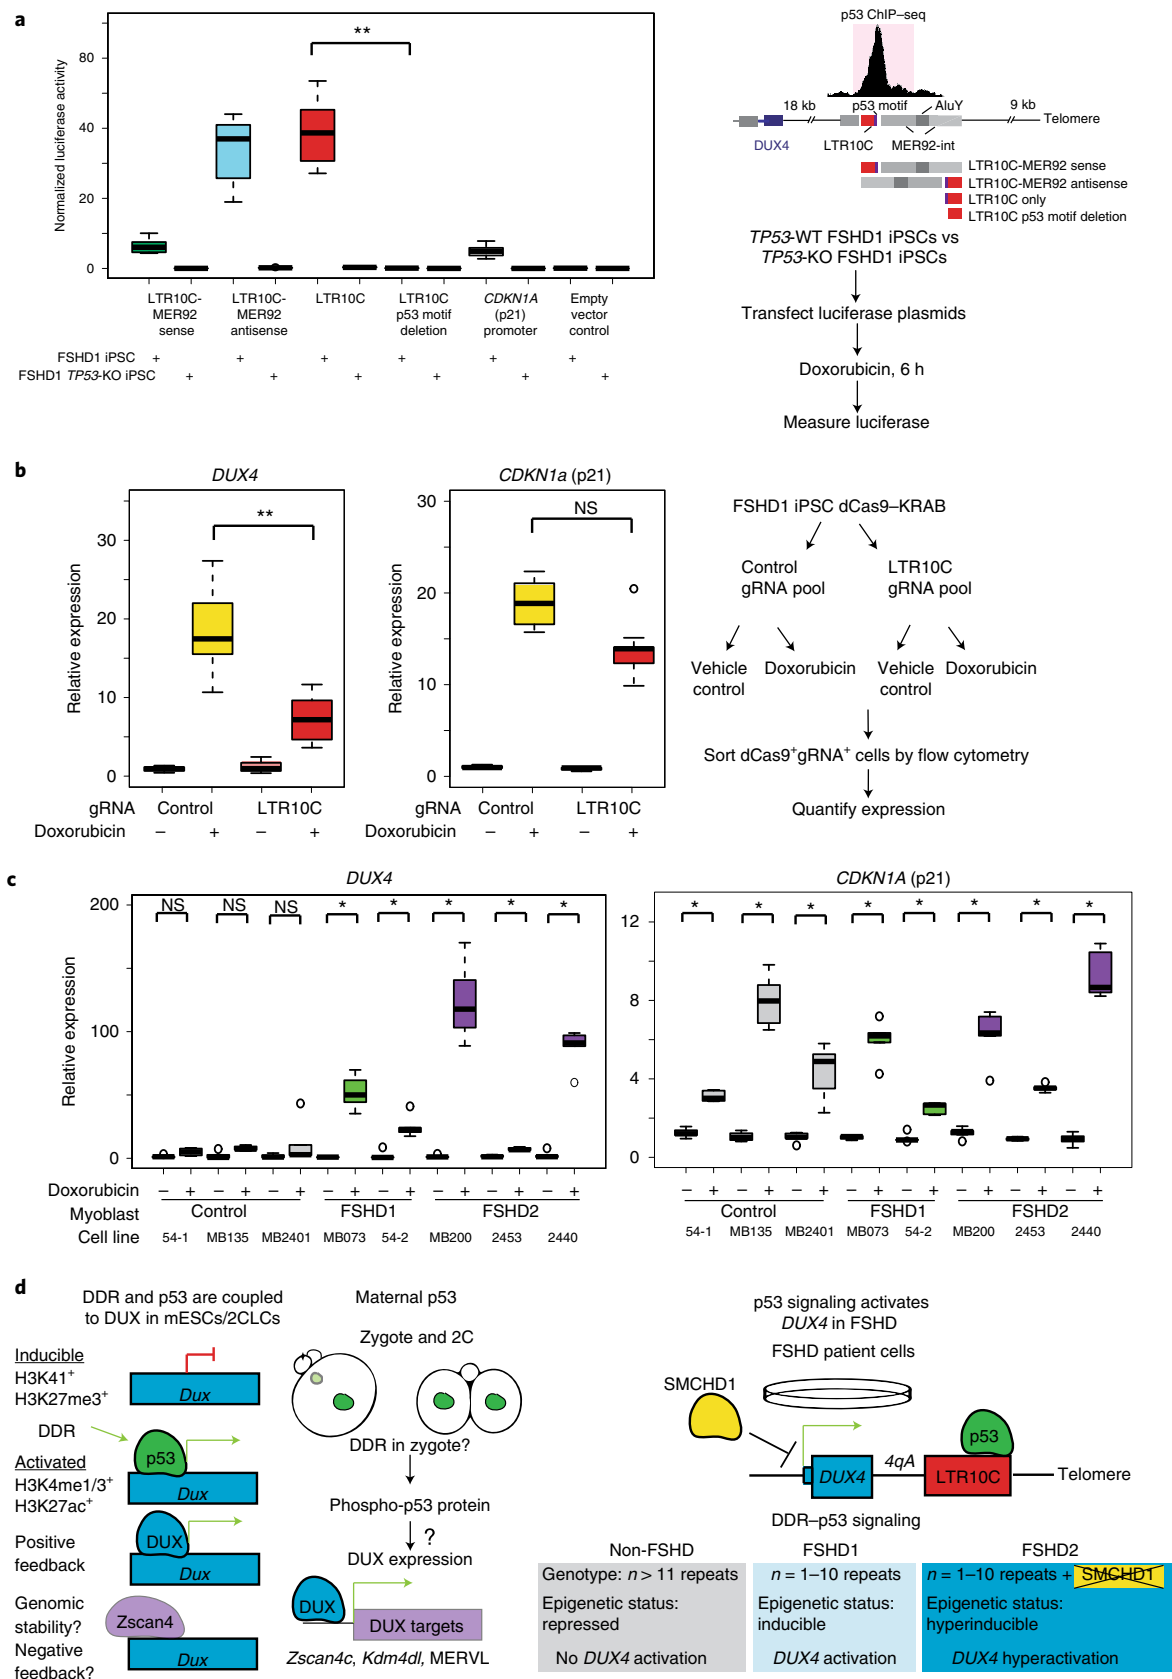 a
Normalized luciferase activity
80
40
20
0
LTR10C-
MER92
sense
LTR10C-
MER92
antisense
LTR10C
LTR10C
p53 motif
deletion
CDKN1A
(p21)
promoter
Empty
vector
control
FSHD1 iPSC + + + + + +
FSHD1 TP53-KO iPSC + + + + + +
**
p53 ChIP–seq
18 kb
p53 motif
AluY
9 kb
Telomere
DUX4
LTR10C
MER92-int
LTR10C-MER92 sense
LTR10C-MER92 antisense
LTR10C only
LTR10C p53 motif deletion
TP53-WT FSHD1 iPSCs vs
TP53-KO FSHD1 iPSCs
Transfect luciferase plasmids
Doxorubicin, 6 h
Measure luciferase
b
DUX4
Relative expression
30
20
10
0
**
gRNA Control LTR10C
Doxorubicin – + – +
CDKN1a (p21)
Relative expression
30
20
10
0
NS
gRNA Control LTR10C
Doxorubicin – + – +
FSHD1 iPSC dCas9–KRAB
Control
gRNA pool
LTR10C
gRNA pool
Vehicle
control
Doxorubicin
Vehicle
control
Doxorubicin
Sort dCas9+gRNA+ cells by flow cytometry
Quantify expression
c
DUX4
Relative expression
200
100
0
NS NS NS * * * * *
Doxorubicin – + – + – + – + – + – + – + – +
Myoblast Control FSHD1 FSHD2
Cell line 54-1 MB135 MB2401 MB073 54-2 MB200 2453 2440
CDKN1A (p21)
12
8
4
0
* * * * * * * *
– + – + – + – + – + – + – + – +
Control FSHD1 FSHD2
54-1 MB135 MB2401 MB073 54-2 MB200 2453 2440
d
DDR and p53 are coupled
to DUX in mESCs/2CLCs
Inducible
H3K41+
H3K27me3+
Dux
DDR
p53
Activated
H3K4me1/3+
H3K27ac+
Dux
DUX
Positive
feedback
Dux
Genomic
stability?
Zscan4
Negative
feedback?
Dux
Maternal p53
Zygote and 2C
DDR in zygote?
Phospho-p53 protein
?
DUX expression
DUX
DUX targets
Zscan4c, Kdm4dl, MERVL
p53 signaling activates
DUX4 in FSHD
FSHD patient cells
SMCHD1
p53
DUX4
4qA
LTR10C
Telomere
DDR–p53 signaling
Non-FSHD
Genotype: n > 11 repeats
Epigenetic status:
repressed
No DUX4 activation
FSHD1
n = 1–10 repeats
Epigenetic status:
inducible
DUX4 activation
FSHD2
n = 1–10 repeats + SMCHD1
Epigenetic status:
hyperinducible
DUX4 hyperactivation